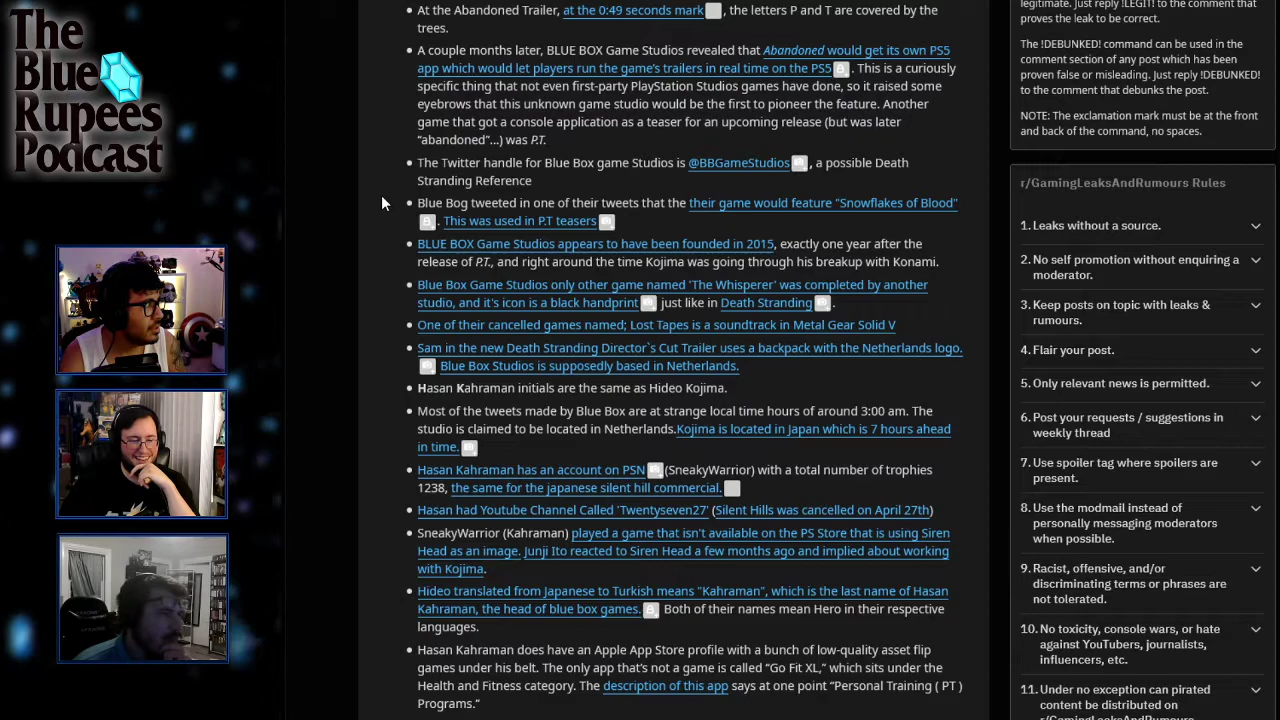 The
Blue
Rupees
Podcast
At the Abandoned Trailer, at the 0:49 seconds mark, the letters P and T are covered by the
trees.
A couple months later, BLUE BOX Game Studios revealed that Abandoned would get its own PS5
app which would let players run the game's trailers in real time on the PS5. This is a curiously
specific thing that not even first-party PlayStation Studios games have done, so it raised some
eyebrows that this unknown game studio would be the first to pioneer the feature. Another
game that got a console application as a teaser for an upcoming release (but was later
"abandoned"...) was P.T.
The Twitter handle for Blue Box game Studios is @BBGameStudios, a possible Death
Stranding Reference
Blue Bog tweeted in one of their tweets that the their game would feature "Snowflakes of Blood"
. This was used in P.T teasers
BLUE BOX Game Studios appears to have been founded in 2015, exactly one year after the
release of P.T., and right around the time Kojima was going through his breakup with Konami.
Blue Box Game Studios only other game named 'The Whisperer' was completed by another
studio, and it's icon is a black handprint just like in Death Stranding.
One of their cancelled games named; Lost Tapes is a soundtrack in Metal Gear Solid V
Sam in the new Death Stranding Director`s Cut Trailer uses a backpack with the Netherlands logo.
Blue Box Studios is supposedly based in Netherlands.
Hasan Kahraman initials are the same as Hideo Kojima.
Most of the tweets made by Blue Box are at strange local time hours of around 3:00 am. The
studio is claimed to be located in Netherlands.Kojima is located in Japan which is 7 hours ahead
in time.
Hasan Kahraman has an account on PSN (SneakyWarrior) with a total number of trophies
1238, the same for the japanese silent hill commercial.
Hasan had Youtube Channel Called 'Twentyseven27' (Silent Hills was cancelled on April 27th)
SneakyWarrior (Kahraman) played a game that isn't available on the PS Store that is using Siren
Head as an image. Junji Ito reacted to Siren Head a few months ago and implied about working
with Kojima.
Hideo translated from Japanese to Turkish means "Kahraman", which is the last name of Hasan
Kahraman, the head of blue box games. Both of their names mean Hero in their respective
languages.
Hasan Kahraman does have an Apple App Store profile with a bunch of low-quality asset flip
games under his belt. The only app that's not a game is called "Go Fit XL," which sits under the
Health and Fitness category. The description of this app says at one point "Personal Training ( PT )
Programs."
legitimate. Just reply !LEGIT! to the comment that
proves the leak to be correct.
The !DEBUNKED! command can be used in the
comment section of any post which has been
proven false or misleading. Just reply !DEBUNKED!
to the comment that debunks the post.
NOTE: The exclamation mark must be at the front
and back of the command, no spaces.
r/GamingLeaksAndRumours Rules
1. Leaks without a source.
2. No self promotion without enquiring a
moderator.
3. Keep posts on topic with leaks &
rumours.
4. Flair your post.
5. Only relevant news is permitted.
6. Post your requests / suggestions in
weekly thread
7. Use spoiler tag where spoilers are
present.
8. Use the modmail instead of
personally messaging moderators
when possible.
9. Racist, offensive, and/or
discriminating terms or phrases are
not tolerated.
10. No toxicity, console wars, or hate
against YouTubers, journalists,
influencers, etc.
11. Under no exception can pirated
content be distributed on
r/GamingLeaksAndRumours